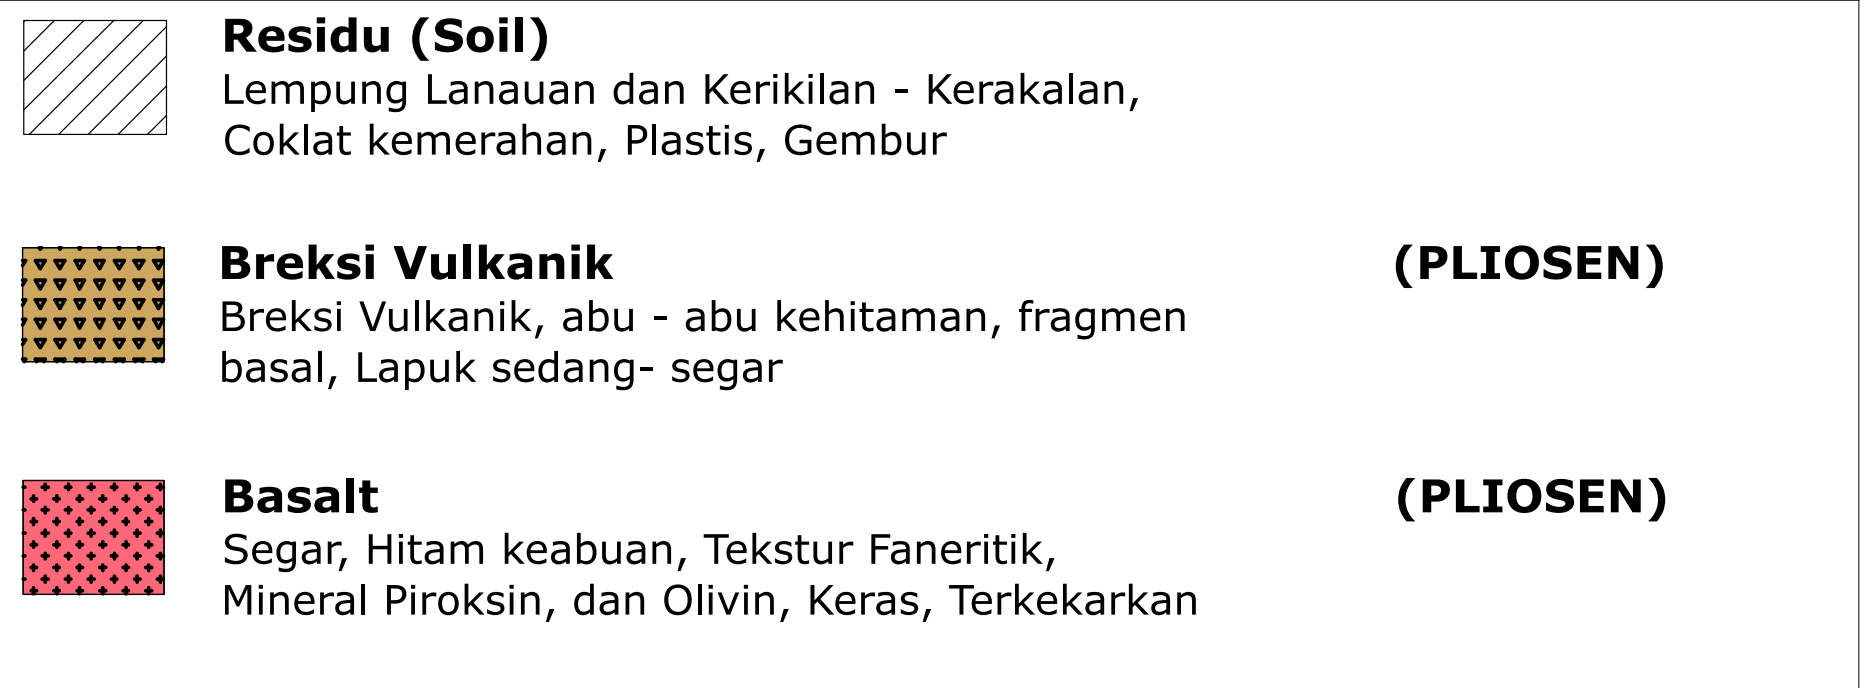 Residu (Soil)
Lempung Lanauan dan Kerikilan - Kerakalan,
Coklat kemerahan, Plastis, Gembur
Breksi Vulkanik (PLIOSEN)
Breksi Vulkanik, abu - abu kehitaman, fragmen
basal, Lapuk sedang- segar
Basalt (PLIOSEN)
Segar, Hitam keabuan, Tekstur Faneritik,
Mineral Piroksin, dan Olivin, Keras, Terkekarkan